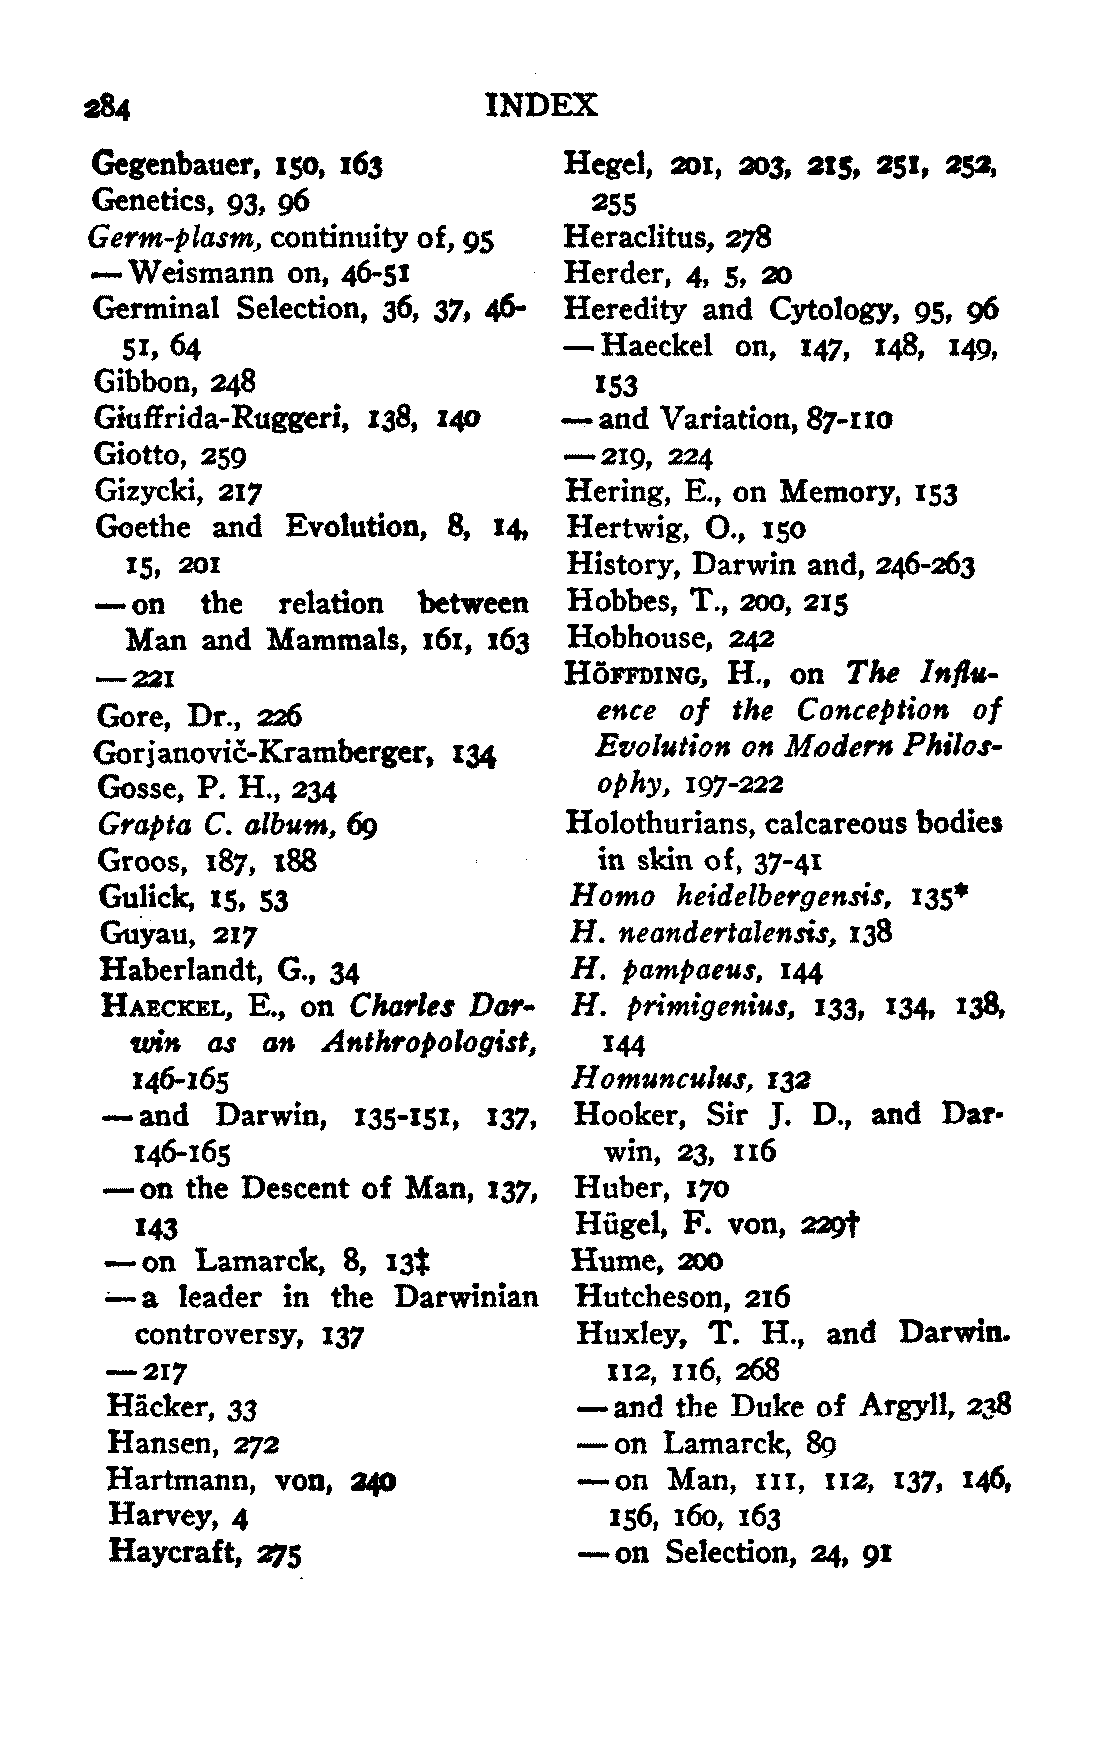 284
INDEX
Gegenbauer, 150, 163
Genetics, 93, 96
Germ-plasm, continuity of, 95
— Weismann on, 46-51
Germinal Selection, 36, 37, 46-
51, 64
Gibbon, 248
Giuffrida-Ruggeri, 138, 140
Giotto, 259
Gizycki, 217
Goethe and Evolution, 8, 14,
15, 201
— on the relation between
Man and Mammals, 161, 163
— 221
Gore, Dr., 226
Gorjanovič-Kramberger, 134
Gosse, P. H., 234
Grapta C. album, 69
Groos, 187, 188
Gulick, 15, 53
Guyau, 217
Haberlandt, G., 34
HAECKEL, E., on Charles Dar-
win as an Anthropologist,
146-165
— and Darwin, 135-151, 137,
146-165
— on the Descent of Man, 137,
143
— on Lamarck, 8, 13‡
— a leader in the Darwinian
controversy, 137
— 217
Häcker, 33
Hansen, 272
Hartmann, von, 240
Harvey, 4
Haycraft, 275
Hegel, 201, 203, 215, 251, 252,
255
Heraclitus, 278
Herder, 4, 5, 20
Heredity and Cytology, 95, 96
— Haeckel on, 147, 148, 149,
153
— and Variation, 87-110
— 219, 224
Hering, E., on Memory, 153
Hertwig, O., 150
History, Darwin and, 246-263
Hobbes, T., 200, 215
Hobhouse, 242
HÖFFDING, H., on The Influ-
ence of the Conception of
Evolution on Modern Philos-
ophy, 197-222
Holothurians, calcareous bodies
in skin of, 37-41
Homo heidelbergensis, 135*
H. neandertalensis, 138
H. pampaeus, 144
H. primigenius, 133, 134, 138,
144
Homunculus, 132
Hooker, Sir J. D., and Dar-
win, 23, 116
Huber, 170
Hügel, F. von, 229†
Hume, 200
Hutcheson, 216
Huxley, T. H., and Darwin.
112, 116, 268
— and the Duke of Argyll, 238
— on Lamarck, 89
— on Man, 111, 112, 137, 146,
156, 160, 163
— on Selection, 24, 91